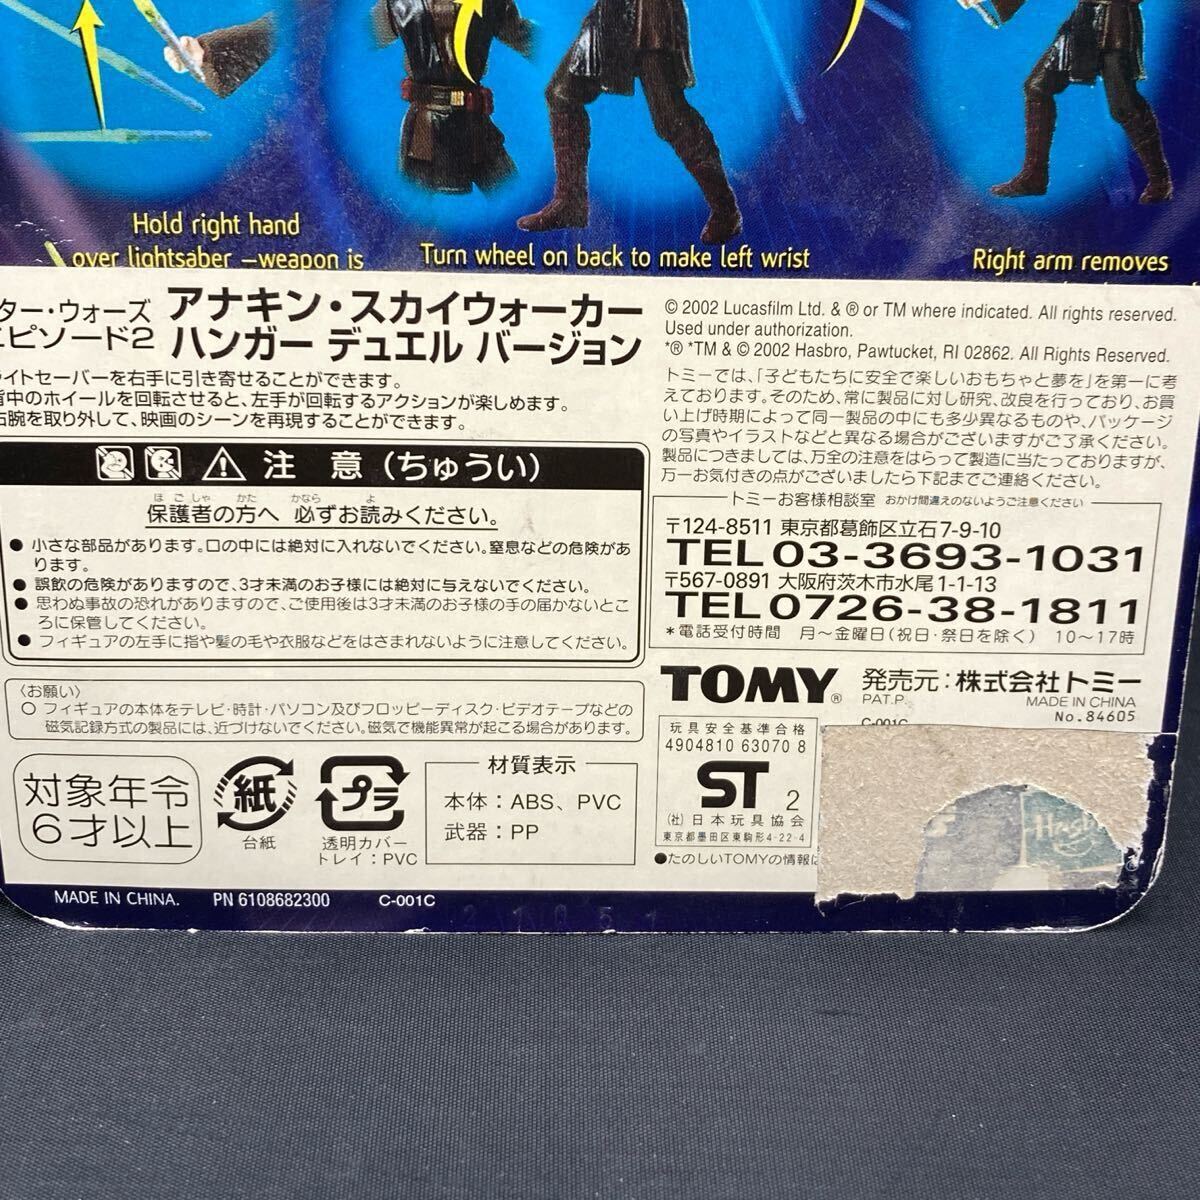 Hold right hand
over lightsaber –weapon is
Turn wheel on back to make left wrist
Right arm removes
ター・ウォーズ
エピソード2
アナキン・スカイウォーカー
ハンガー デュエル バージョン
ライトセーバーを右手に引き寄せることができます。
背中のホイールを回転させると、左手が回転するアクションが楽しめます。
右腕を取り外して、映画のシーンを再現することができます。
注 意 (ちゅうい)
ほごしゃ かた かなら よ
保護者の方へ 必ずお読みください。
● 小さな部品があります。口の中には絶対に入れないでください。窒息などの危険があ
ります。
● 誤飲の危険がありますので、3才未満のお子様には絶対に与えないでください。
● 思わぬ事故の恐れがありますので、ご使用後は3才未満のお子様の手の届かないとこ
ろに保管してください。
● フィギュアの左手に指や髪の毛や衣服などをはさまれないように注意してください。
〈お願い〉
○ フィギュアの本体をテレビ・時計・パソコン及びフロッピーディスク・ビデオテープなどの
磁気記録方式の製品には、近づけないでください。磁気で機能異常が起こる場合があります。
対象年令
6才以上
紙
台紙
プラ
透明カバー
トレイ：PVC
材質表示
本体：ABS、PVC
武器：PP
© 2002 Lucasfilm Ltd. & ® or TM where indicated. All rights reserved.
Used under authorization.
*® *TM & © 2002 Hasbro, Pawtucket, RI 02862. All Rights Reserved.
トミーでは、「子どもたちに安全で楽しいおもちゃと夢を」を第一に考
えております。そのため、常に製品に対し研究、改良を行っており、お買
い上げ時期によって同一製品の中にも多少異なるものや、パッケージ
の写真やイラストなどと異なる場合がございますがご了承ください。
製品につきましては、万全の注意をはらって製造に当たっておりますが、
万一お気付きの点がございましたら下記までご連絡ください。
トミーお客様相談室 おかけ間違えのないようご注意ください
〒124-8511 東京都葛飾区立石7-9-10
TEL 03-3693-1031
〒567-0891 大阪府茨木市水尾1-1-13
TEL 0726-38-1811
＊電話受付時間 月〜金曜日(祝日・祭日を除く) 10〜17時
TOMY®
発売元：株式会社トミー
PAT.P. MADE IN CHINA
No.84605
C-001C
玩具安全基準合格
4904810 63070 8
ST 2
(社)日本玩具協会
東京都墨田区東駒形4-22-4
●たのしいTOMYの情報は
MADE IN CHINA. PN 6108682300 C-001C
21051